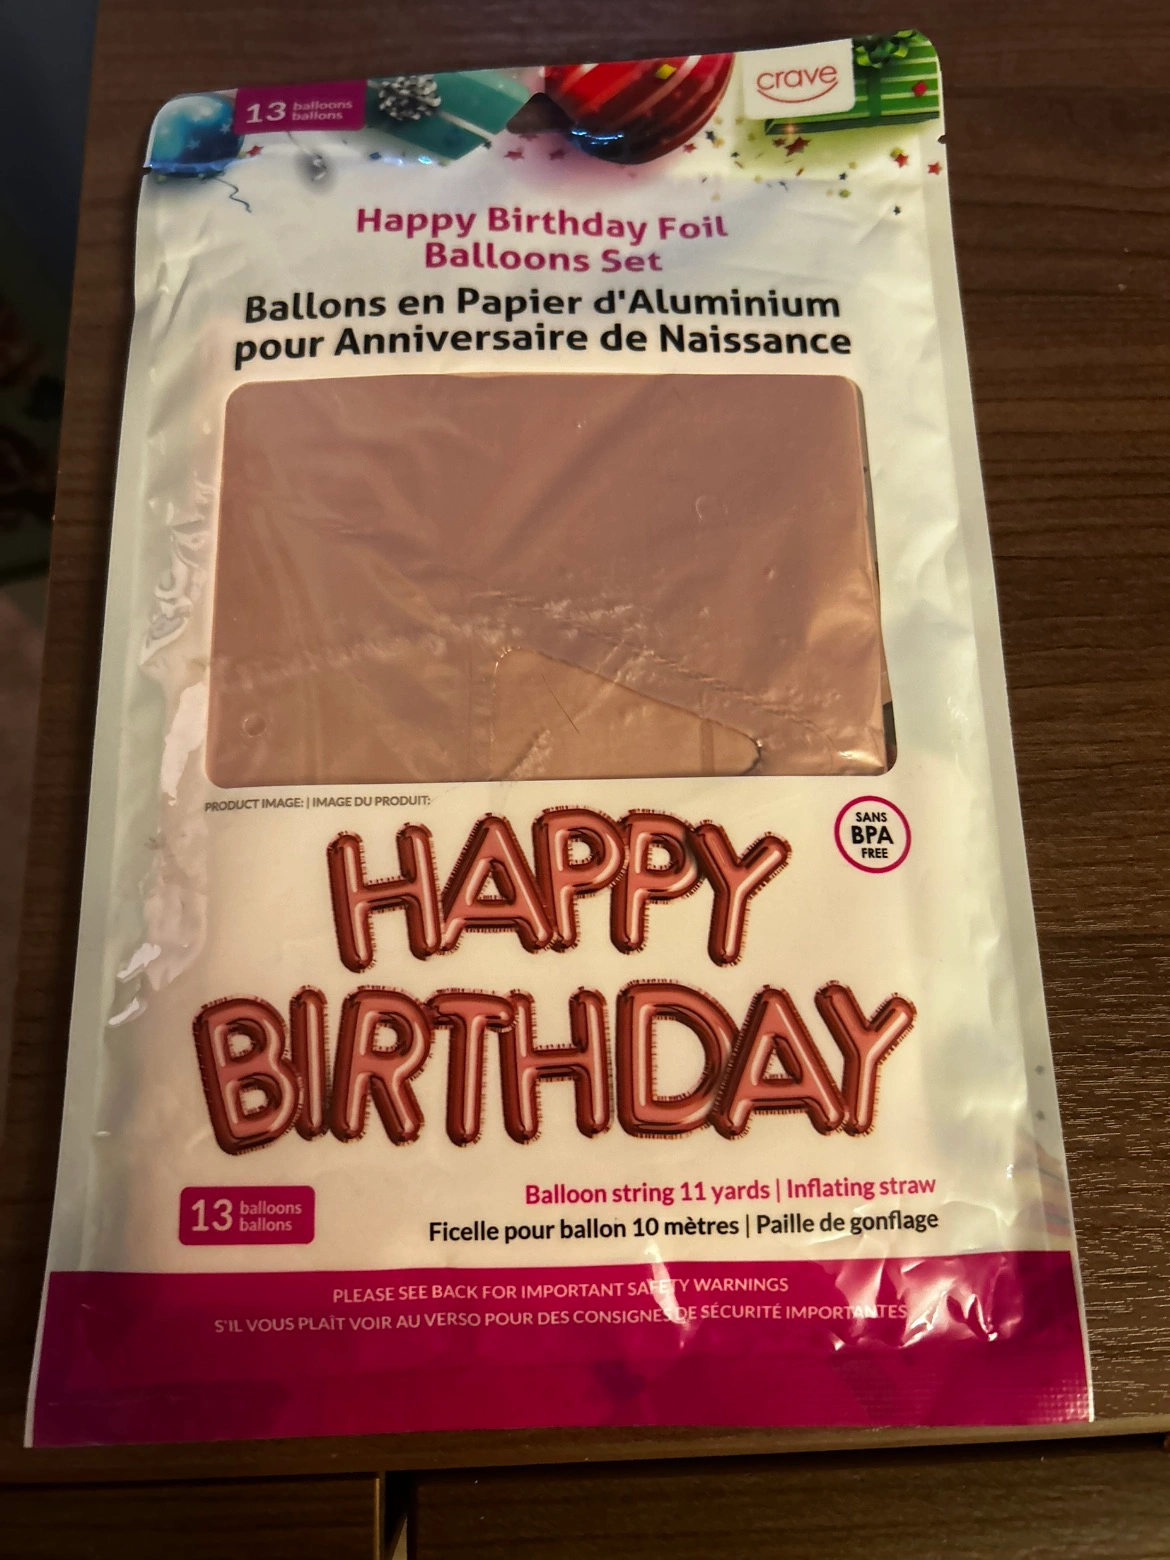 13 balloons
ballons
crave
Happy Birthday Foil
Balloons Set
Ballons en Papier d'Aluminium
pour Anniversaire de Naissance
PRODUCT IMAGE: | IMAGE DU PRODUIT:
SANS
BPA
FREE
HAPPY
BIRTHDAY
13 balloons
ballons
Balloon string 11 yards | Inflating straw
Ficelle pour ballon 10 mètres | Paille de gonflage
PLEASE SEE BACK FOR IMPORTANT SAFETY WARNINGS
S'IL VOUS PLAÎT VOIR AU VERSO POUR DES CONSIGNES DE SÉCURITÉ IMPORTANTES